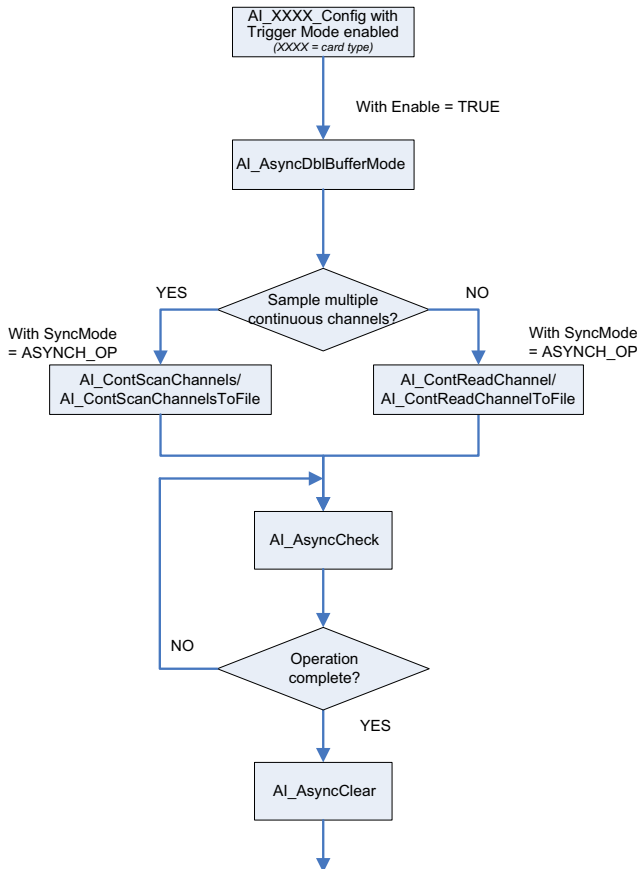 AI_XXXX_Config with
Trigger Mode enabled
(XXXX = card type)
With Enable = TRUE
AI_AsyncDblBufferMode
Sample multiple
continuous channels?
YES
NO
With SyncMode
= ASYNCH_OP
With SyncMode
= ASYNCH_OP
AI_ContScanChannels/
AI_ContScanChannelsToFile
AI_ContReadChannel/
AI_ContReadChannelToFile
AI_AsyncCheck
NO
Operation
complete?
YES
AI_AsyncClear